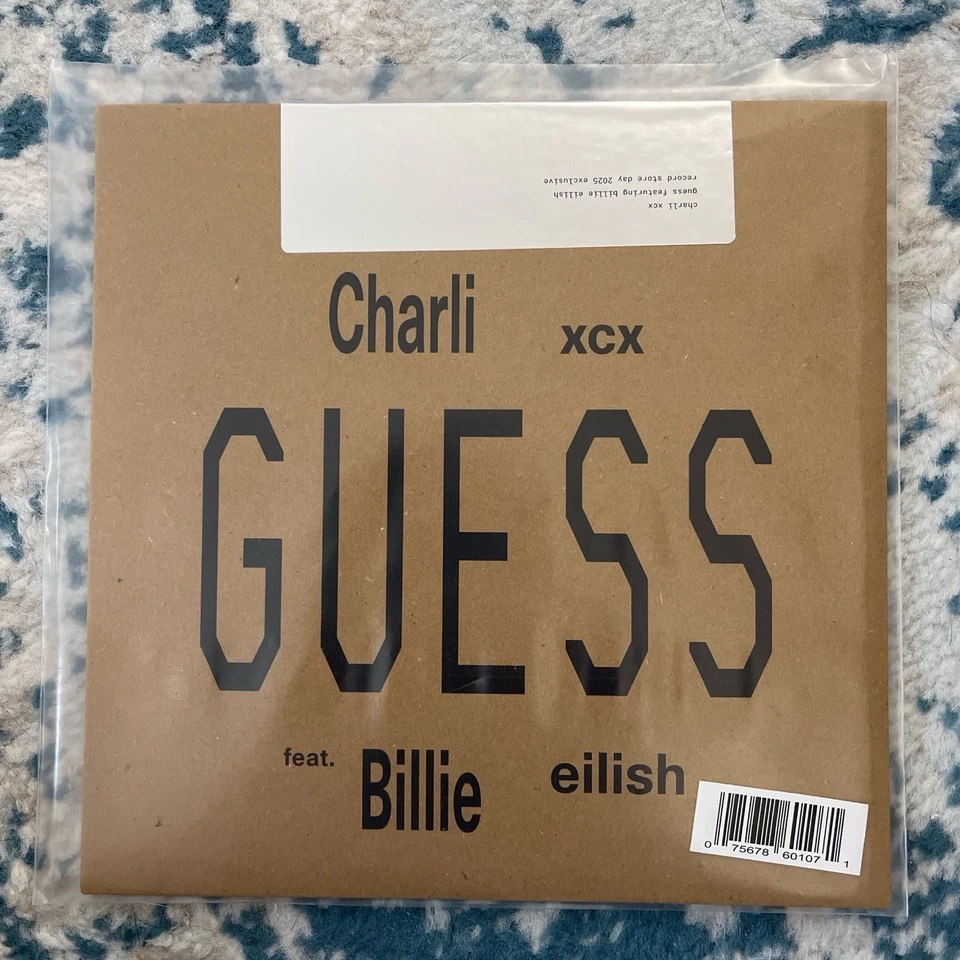 charli xcx
guess featuring billie eilish
record store day 2025 exclusive
Charli xcx
GUESS
feat. Billie eilish
0 75678 60107 1